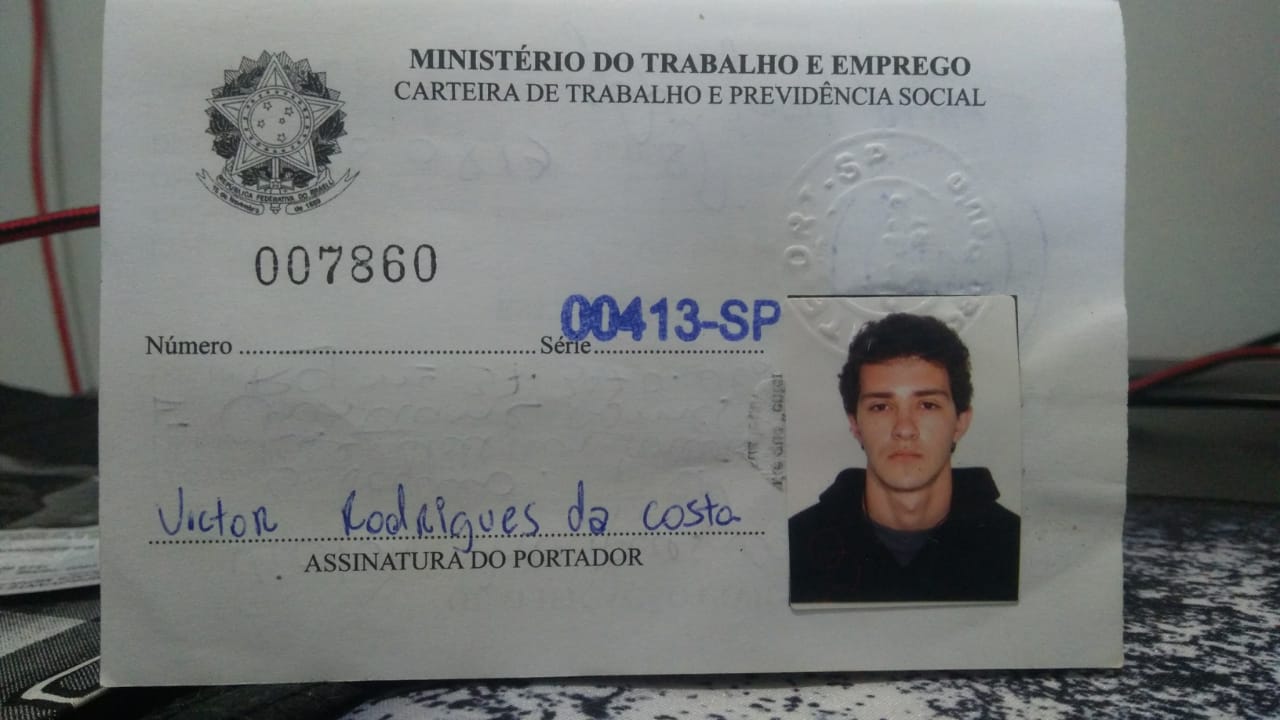 MINISTÉRIO DO TRABALHO E EMPREGO
CARTEIRA DE TRABALHO E PREVIDÊNCIA SOCIAL
REPÚBLICA FEDERATIVA DO BRASIL
15 de Novembro de 1889
007860
00413-SP
Número Série
Victor Rodrigues da Costa
ASSINATURA DO PORTADOR